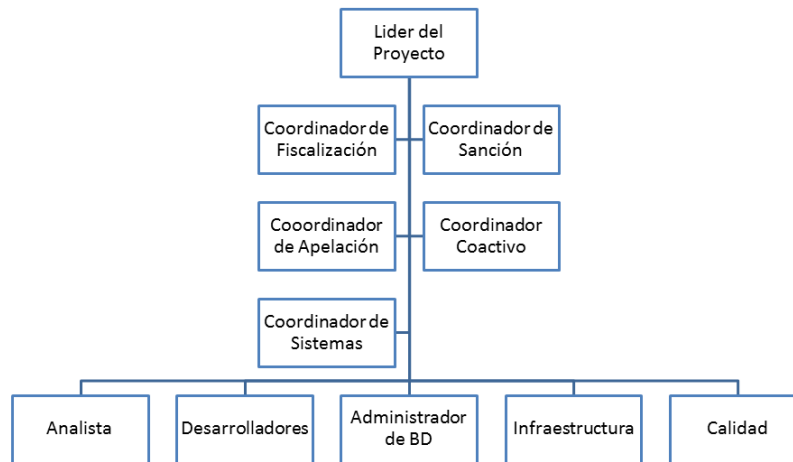 Lider del
Proyecto
Coordinador de
Fiscalización
Coordinador de
Sanción
Cooordinador
de Apelación
Coordinador
Coactivo
Coordinador de
Sistemas
Analista
Desarrolladores
Administrador
de BD
Infraestructura
Calidad